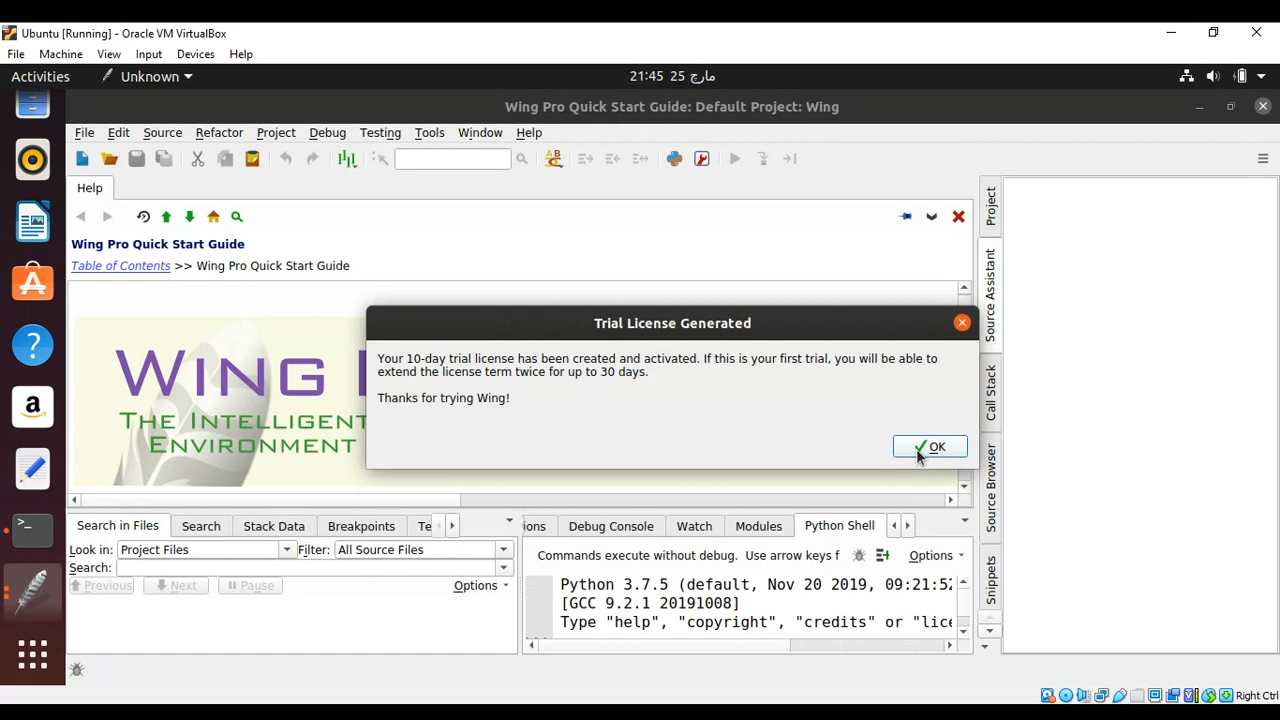 Ubuntu [Running] - Oracle VM VirtualBox
File Machine View Input Devices Help
Activities Unknown 21:45 25 مارچ
Wing Pro Quick Start Guide: Default Project: Wing
File Edit Source Refactor Project Debug Testing Tools Window Help
Help
Wing Pro Quick Start Guide
Table of Contents >> Wing Pro Quick Start Guide
WING
THE INTELLIGENT
ENVIRONMENT
Trial License Generated
Your 10-day trial license has been created and activated. If this is your first trial, you will be able to
extend the license term twice for up to 30 days.
Thanks for trying Wing!
OK
Project
Source Assistant
Call Stack
Source Browser
Snippets
Search in Files Search Stack Data Breakpoints Te
Look in: Project Files Filter: All Source Files
Search:
Previous Next Pause Options
ions Debug Console Watch Modules Python Shell
Commands execute without debug. Use arrow keys f Options
Python 3.7.5 (default, Nov 20 2019, 09:21:52
[GCC 9.2.1 20191008]
Type "help", "copyright", "credits" or "lice
Right Ctrl